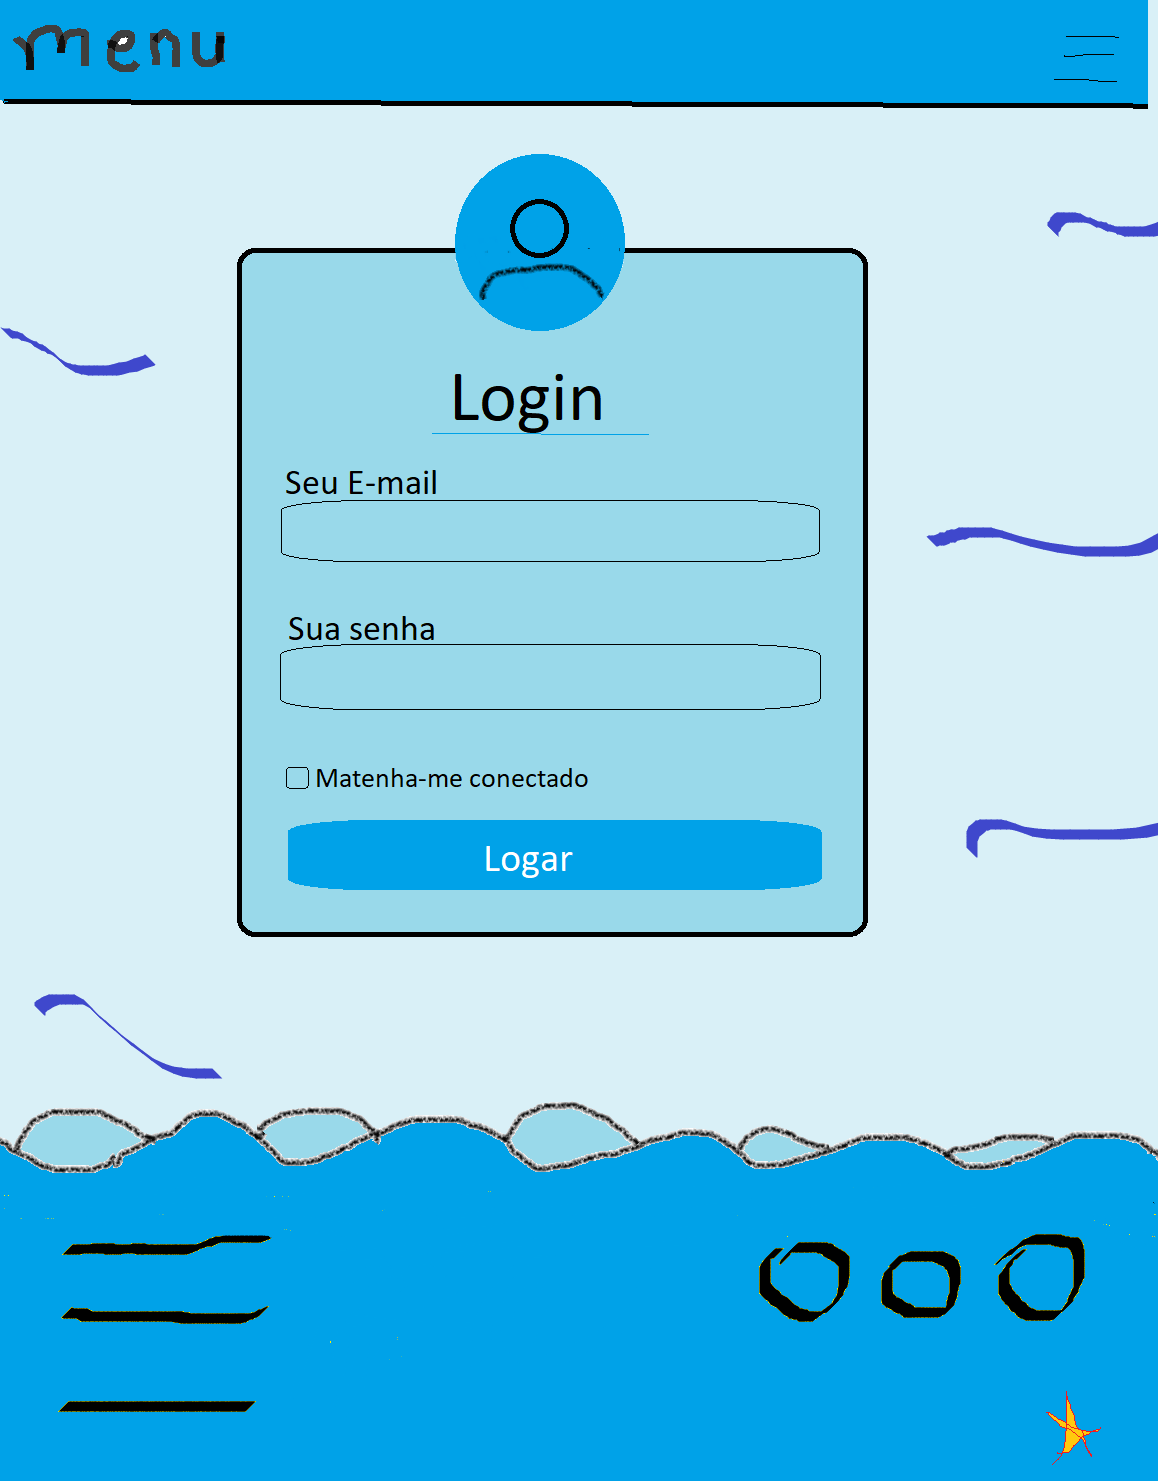 menu
Login
Seu E-mail
Sua senha
Matenha-me conectado
Logar